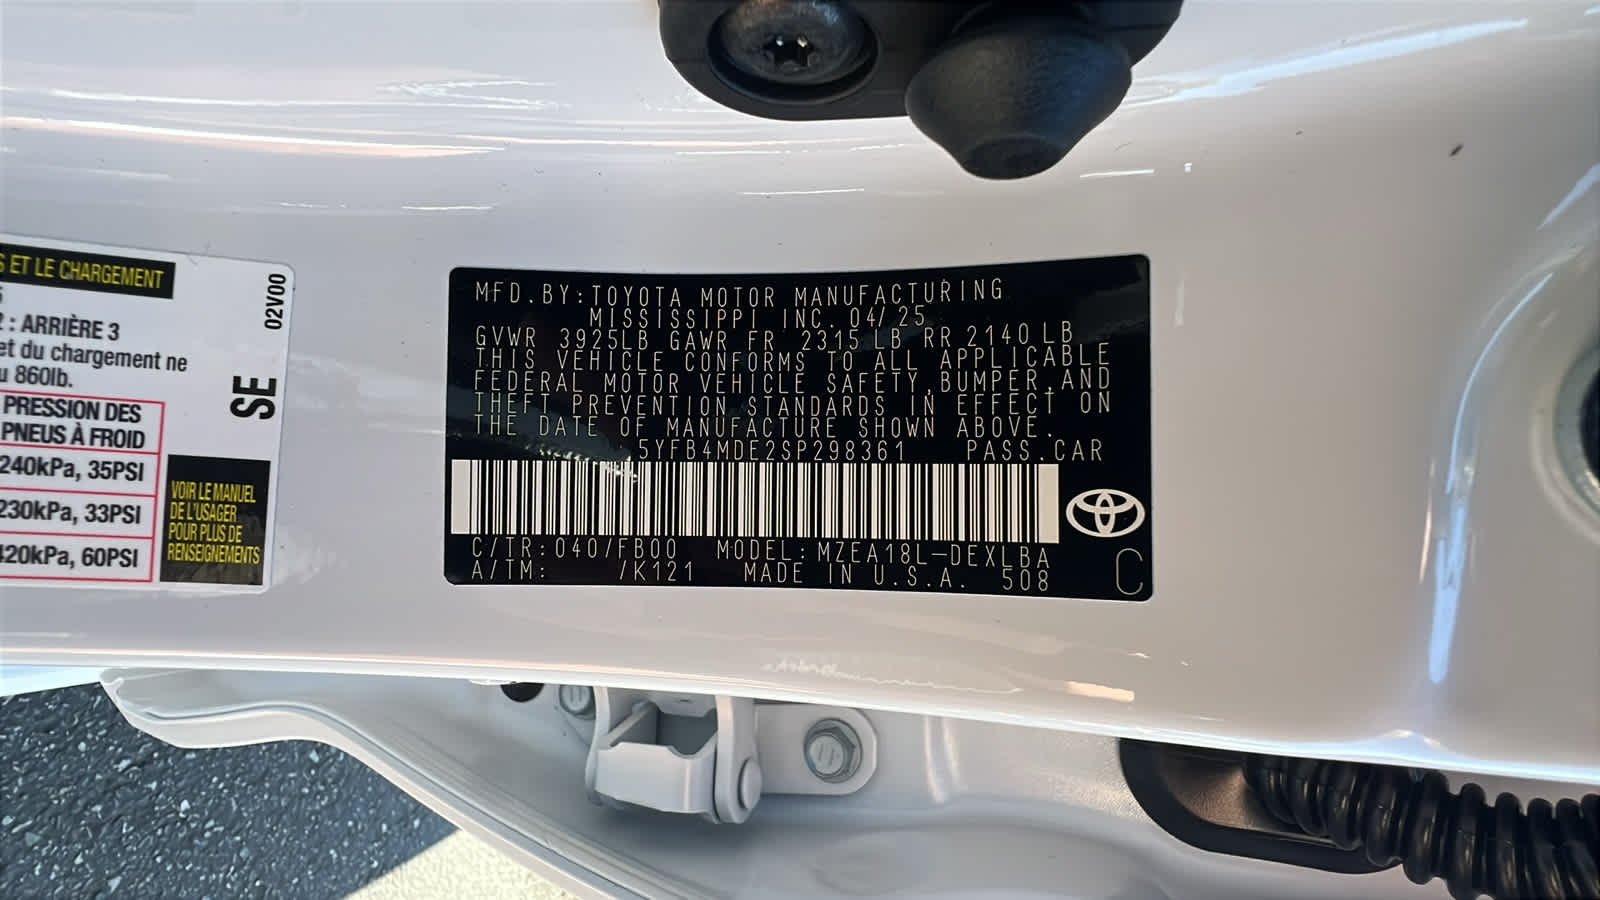 S ET LE CHARGEMENT
: ARRIÈRE 3
et du chargement ne
860lb.
PRESSION DES
PNEUS À FROID
240kPa, 35PSI
230kPa, 33PSI
420kPa, 60PSI
VOIR LE MANUEL
DE L'USAGER
POUR PLUS DE
RENSEIGNEMENTS
02V00
SE
MFD.BY:TOYOTA MOTOR MANUFACTURING
MISSISSIPPI INC. 04/25
GVWR 3925LB GAWR FR 2315LB RR 2140LB
THIS VEHICLE CONFORMS TO ALL APPLICABLE
FEDERAL MOTOR VEHICLE SAFETY,BUMPER,AND
THEFT PREVENTION STANDARDS IN EFFECT ON
THE DATE OF MANUFACTURE SHOWN ABOVE.
5YFB4MDE2SP298361 PASS.CAR
C/TR:040/FB00 MODEL:MZEA18L-DEXLBA
A/TM: /K121 MADE IN U.S.A. 508
C